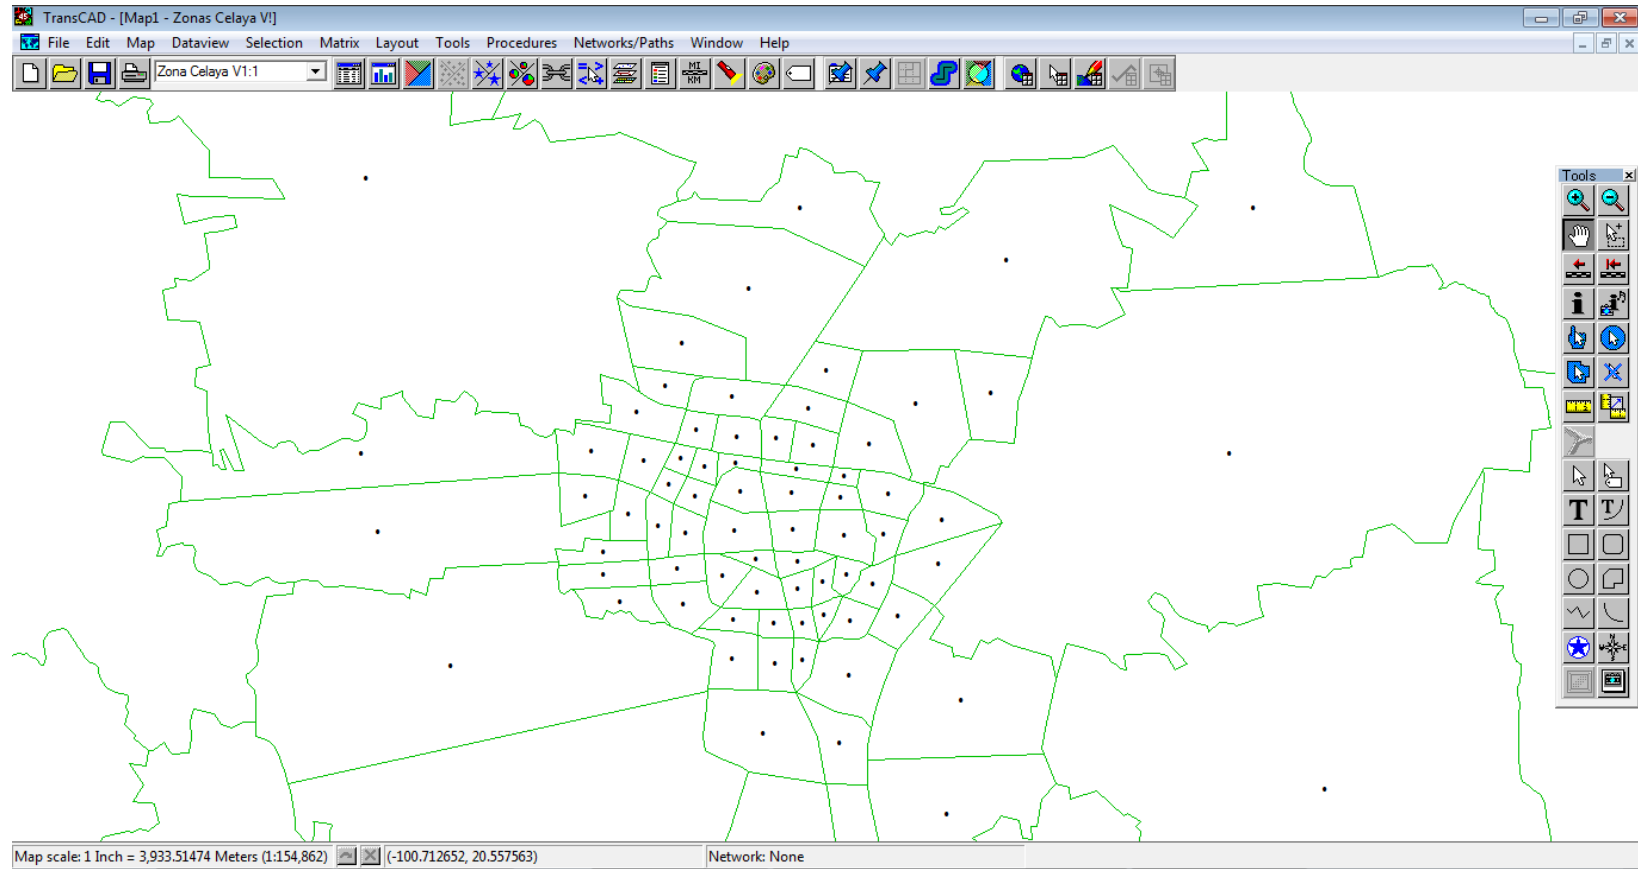 TransCAD - [Map1 - Zonas Celaya V!]
File Edit Map Dataview Selection Matrix Layout Tools Procedures Networks/Paths Window Help
Zona Celaya V1:1
MI
KM
Tools
T T
Map scale: 1 Inch = 3,933.51474 Meters (1:154,862) (-100.712652, 20.557563) Network: None